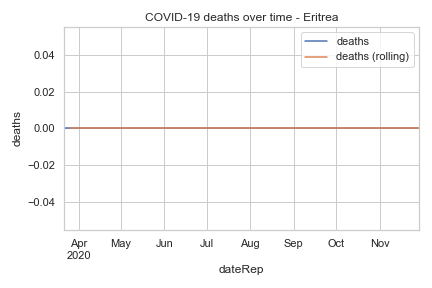 COVID-19 deaths over time - Eritrea
deaths
deaths (rolling)
deaths
0.04
0.02
0.00
−0.02
−0.04
Apr May Jun Jul Aug Sep Oct Nov
2020
dateRep